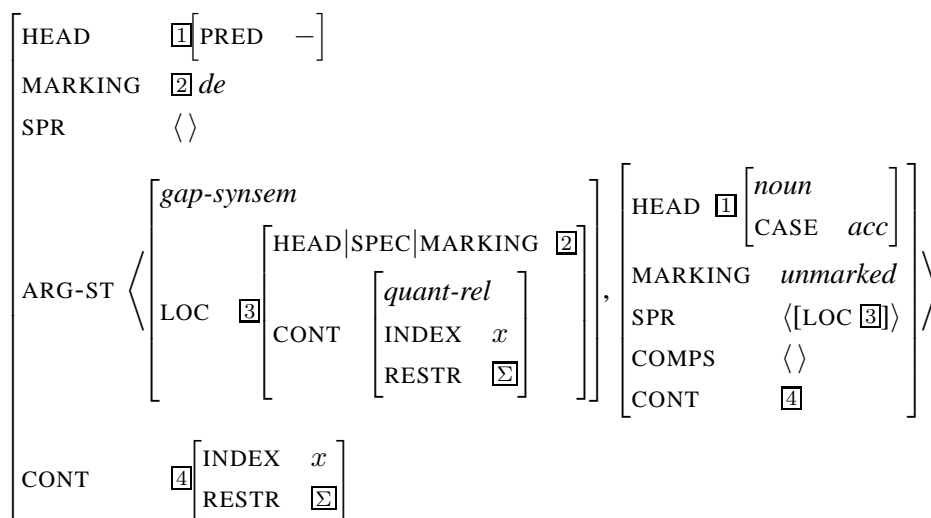 HEAD 1 [PRED −]
MARKING 2 de
SPR ⟨ ⟩
ARG-ST ⟨ [gap-synsem LOC 3 [HEAD|SPEC|MARKING 2 CONT [quant-rel INDEX x RESTR Σ]]], [HEAD 1 [noun CASE acc] MARKING unmarked SPR ⟨[LOC 3]⟩ COMPS ⟨ ⟩ CONT 4] ⟩
CONT 4 [INDEX x RESTR Σ]